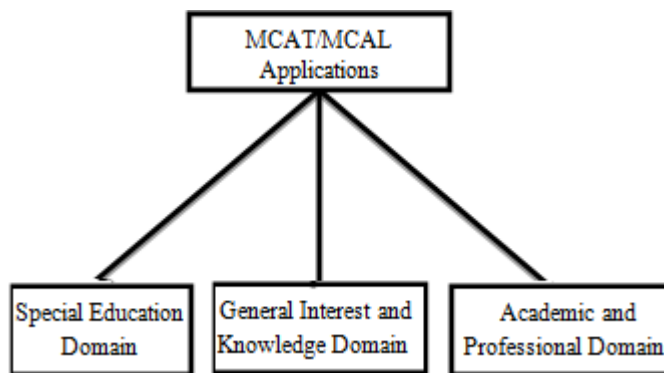 MCAT/MCAL
Applications
Special Education
Domain
General Interest and
Knowledge Domain
Academic and
Professional Domain